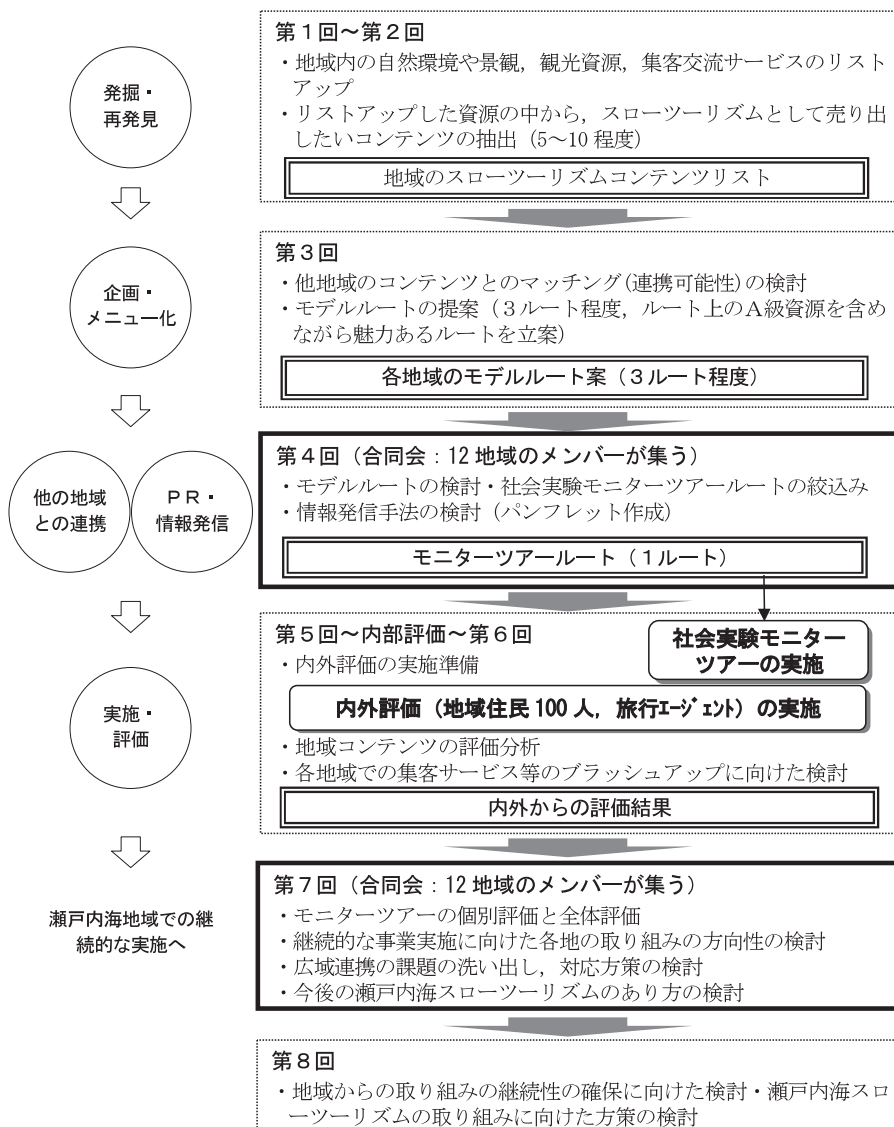 発掘・
再発見
第１回～第２回
・地域内の自然環境や景観，観光資源，集客交流サービスのリスト
アップ
・リストアップした資源の中から，スローツーリズムとして売り出
したいコンテンツの抽出（5～10 程度）
地域のスローツーリズムコンテンツリスト
企画・
メニュー化
第３回
・他地域のコンテンツとのマッチング(連携可能性)の検討
・モデルルートの提案（３ルート程度，ルート上のＡ級資源を含め
ながら魅力あるルートを立案）
各地域のモデルルート案（３ルート程度）
他の地域
との連携
ＰＲ・
情報発信
第４回（合同会：12 地域のメンバーが集う）
・モデルルートの検討・社会実験モニターツアールートの絞込み
・情報発信手法の検討（パンフレット作成）
モニターツアールート（１ルート）
実施・
評価
第５回～内部評価～第６回
・内外評価の実施準備
社会実験モニター
ツアーの実施
内外評価（地域住民 100 人，旅行ｴｰｼﾞｪﾝﾄ）の実施
・地域コンテンツの評価分析
・各地域での集客サービス等のブラッシュアップに向けた検討
内外からの評価結果
瀬戸内海地域での継
続的な実施へ
第７回（合同会：12 地域のメンバーが集う）
・モニターツアーの個別評価と全体評価
・継続的な事業実施に向けた各地の取り組みの方向性の検討
・広域連携の課題の洗い出し，対応方策の検討
・今後の瀬戸内海スローツーリズムのあり方の検討
第８回
・地域からの取り組みの継続性の確保に向けた検討・瀬戸内海スロ
ーツーリズムの取り組みに向けた方策の検討